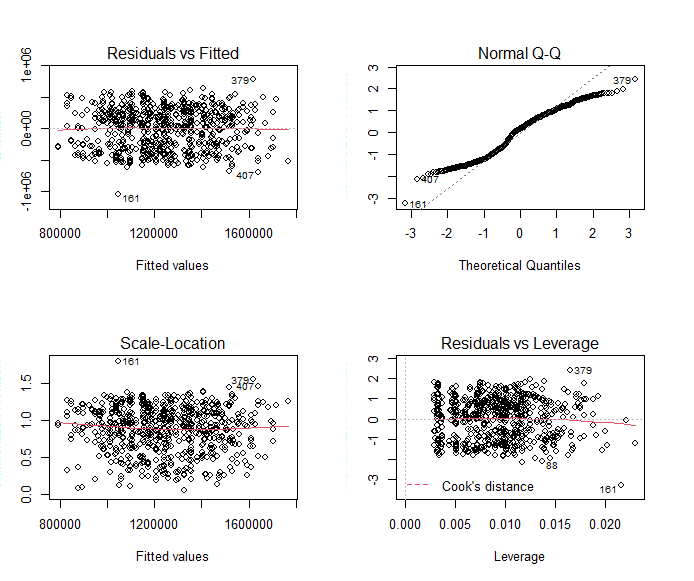 Residuals vs Fitted
1e+06
0e+00
-1e+06
379
407
161
800000 1200000 1600000
Fitted values
Normal Q-Q
3
2
1
0
-1
-3
379
407
161
-3 -2 -1 0 1 2 3
Theoretical Quantiles
Scale-Location
1.5
1.0
0.5
0.0
161
379
407
800000 1200000 1600000
Fitted values
Residuals vs Leverage
3
2
1
0
-1
-3
379
88
161
Cook's distance
0.000 0.005 0.010 0.015 0.020
Leverage